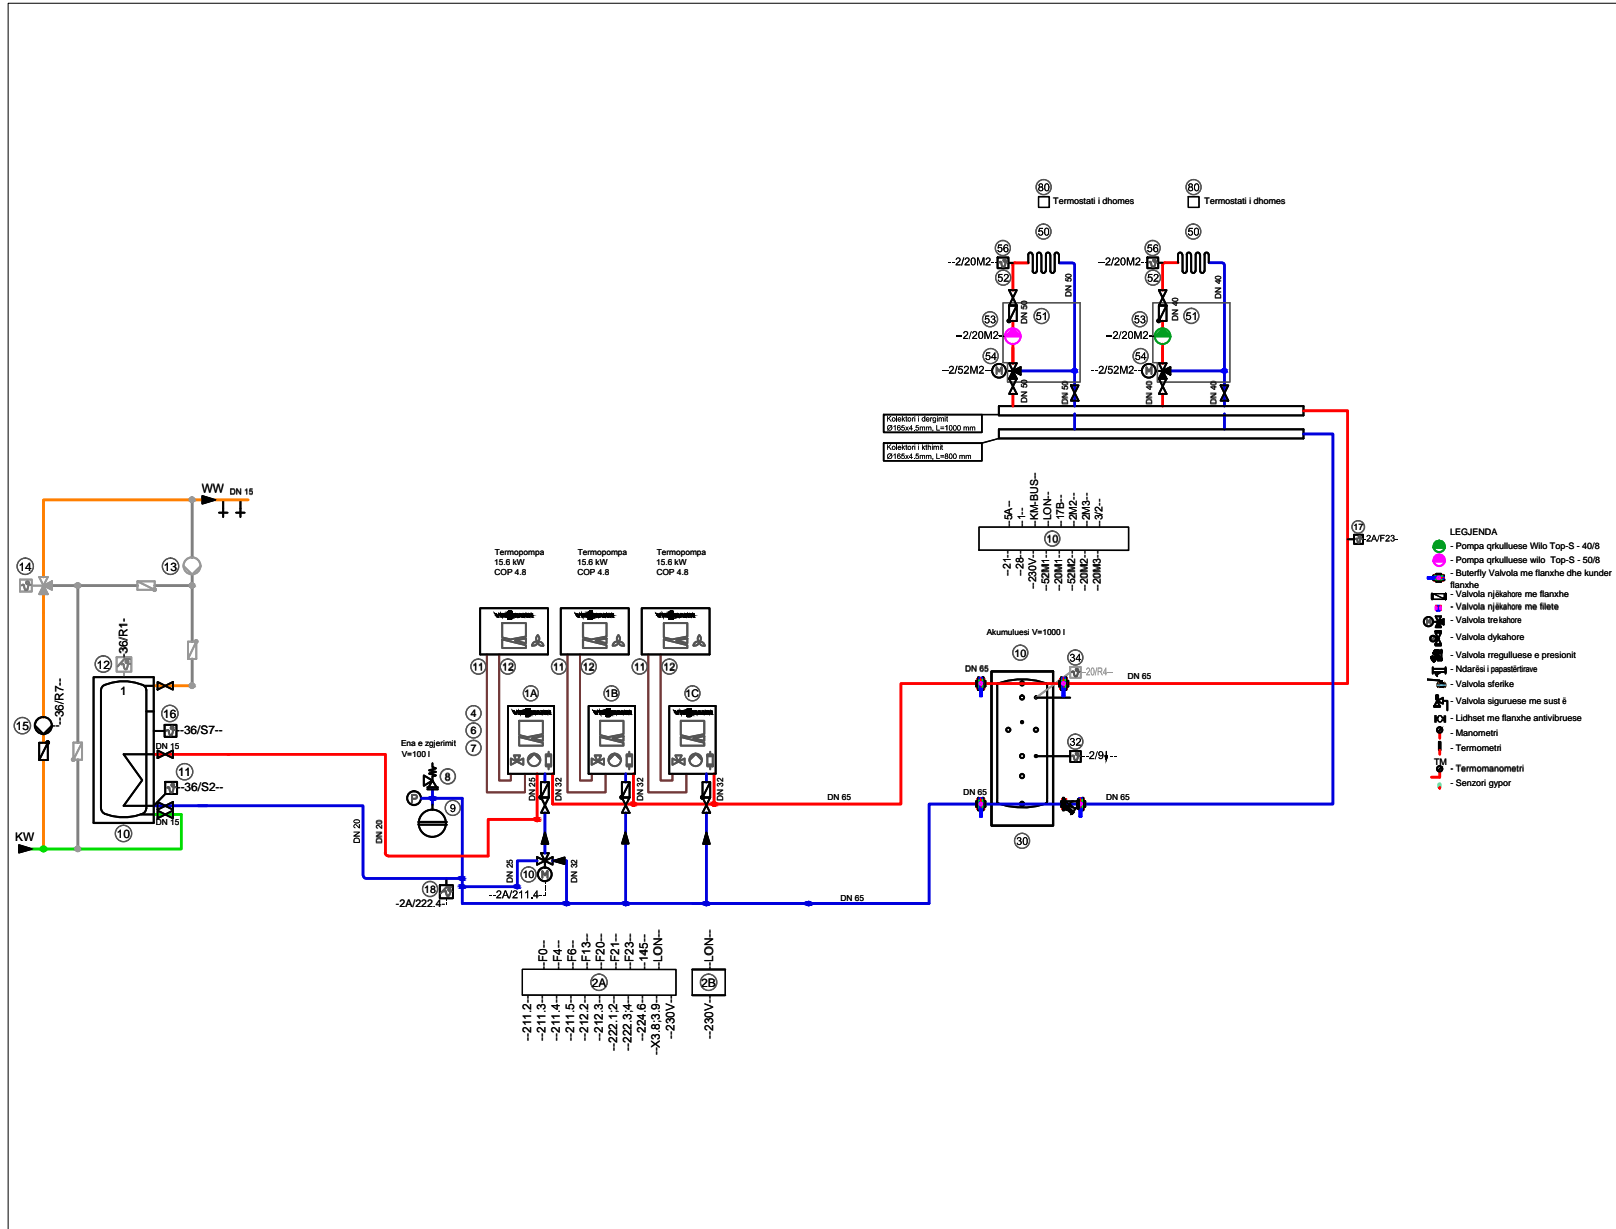 80
Termostati i dhomes
80
Termostati i dhomes
50
50
56
--2/20M2-
52
56
--2/20M2-
52
DN 50
DN 40
DN 50
DN 40
53
51
53
51
--2/20M2-
--2/20M2-
54
54
--2/52M2-
--2/52M2-
DN 50
DN 50
DN 40
DN 40
Kolektori i dergimit
Ø165x4.5mm, L=1000 mm
Kolektori i kthimit
Ø165x4.5mm, L=800 mm
--5A--
--1--
--KM-BUS--
--LON--
--17B--
--2M2--
--2M3--
--3/2--
10
--21--
--28--
--230V--
--52M1--
--20M1--
--52M2--
--20M2--
--20M3--
17
-2A/F23-
LEGJENDA
- Pompa qrkulluese Wilo Top-S - 40/8
- Pompa qrkulluese wilo Top-S - 50/8
- Buterfly Valvola me flanxhe dhe kunder
flanxhe
- Valvola njëkahore me flanxhe
- Valvola njëkahore me filete
- Valvola trekahore
- Valvola dykahore
- Valvola rregulluese e presionit
- Ndarësi i papastërtirave
- Valvola sferike
- Valvola siguruese me sust ë
- Lidhset me flanxhe antivibruese
- Manometri
- Termometri
TM
- Termomanometri
- Senzori gypor
WW
DN 15
14
13
12
--36/R1-
1
15
--36/R7--
16
--36/S7--
DN 15
11
--36/S2--
DN 15
10
KW
DN 20
DN 20
Termopompa
15.6 kW
COP 4.8
Termopompa
15.6 kW
COP 4.8
Termopompa
15.6 kW
COP 4.8
11
12
11
12
11
12
1A
1B
1C
4
6
7
Ena e zgjerimit
V=100 l
8
P
9
DN 25
DN 32
DN 32
DN 32
DN 65
DN 25
DN 32
10
M
18
--2A/211.4--
-2A/222.4-
DN 65
Akumuluesi V=1000 l
10
34
--20/R4--
DN 65
DN 65
32
DN 65
DN 65
30
--F0--
--F4--
--F6--
--F13--
--F20--
--F21--
--F23--
--145--
--LON--
2A
--211.2--
--211.3--
--211.4--
--211.5--
--212.2--
--212.3--
--222.1;2
--222.3;4
--224.6--
--X3.8;3.9
--230V--
--LON--
2B
--230V--